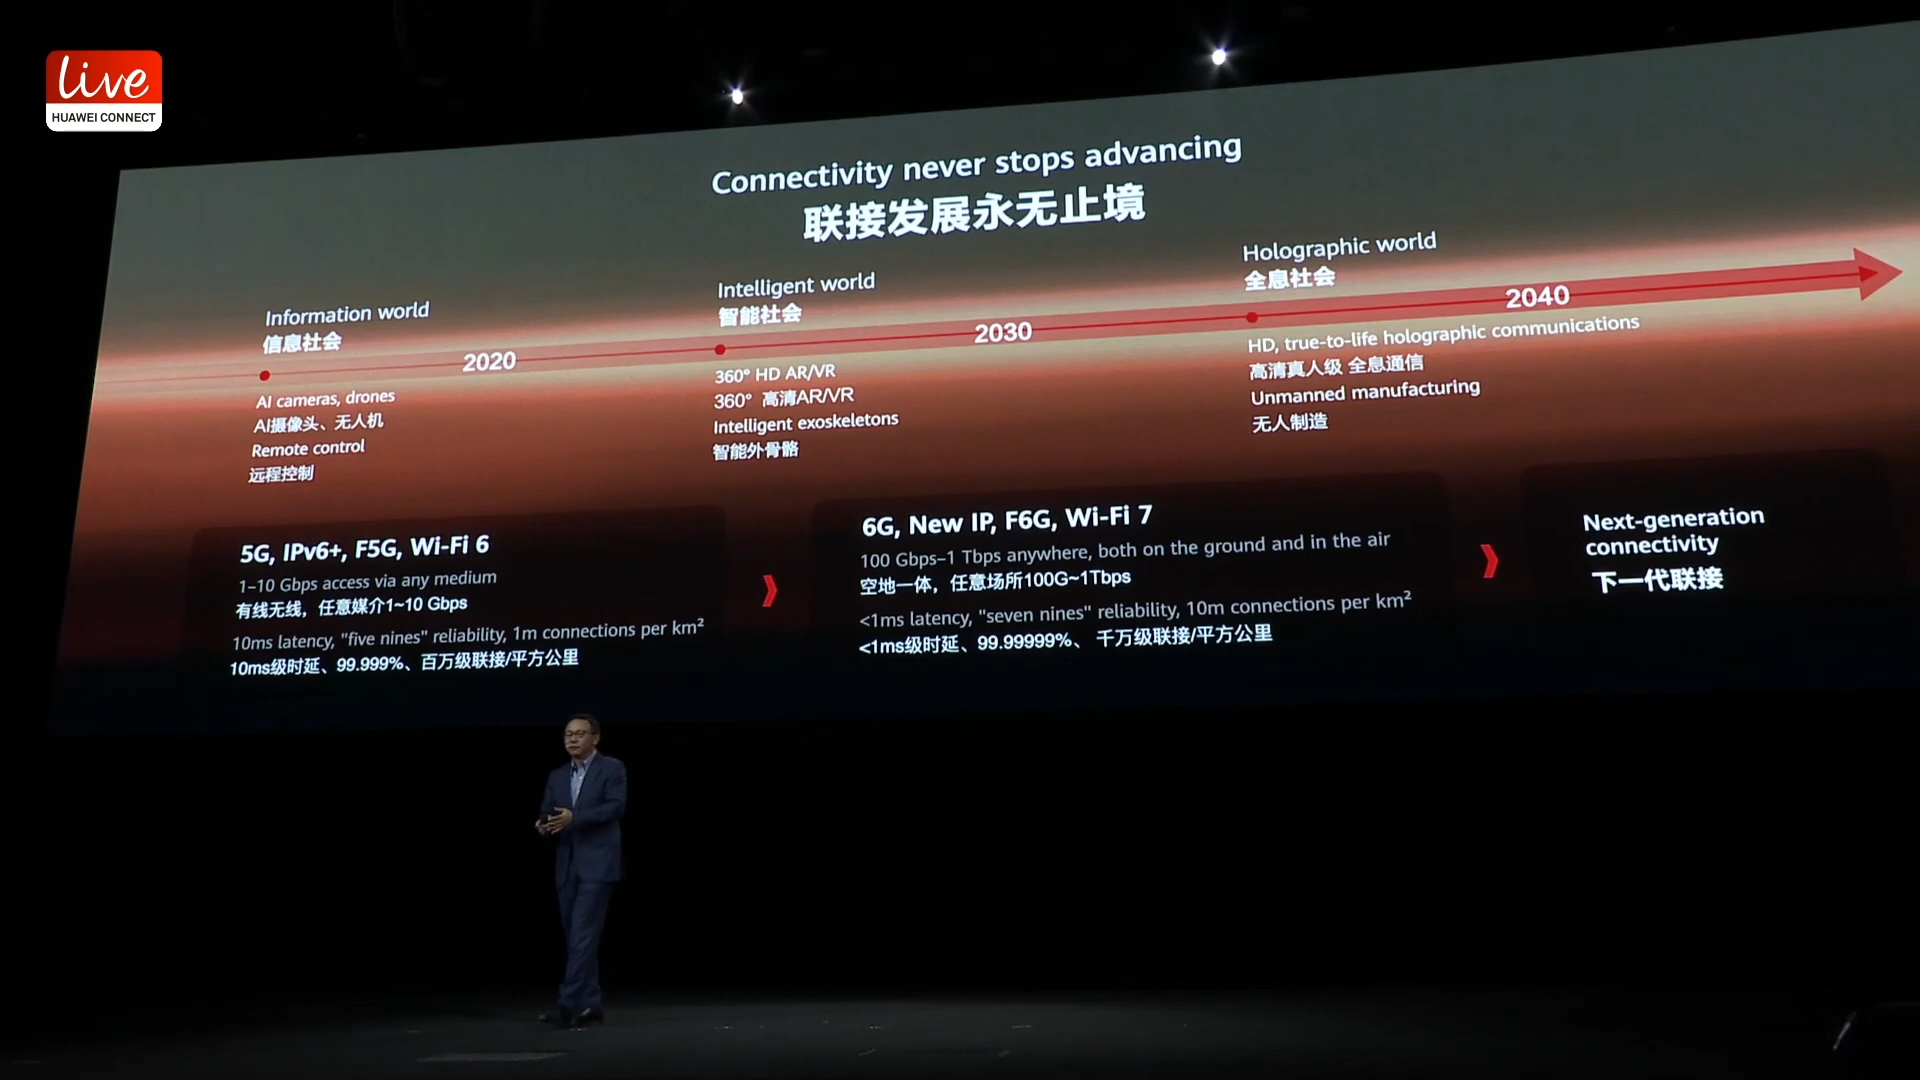 Live
HUAWEI CONNECT
Connectivity never stops advancing
联接发展永无止境
Information world
信息社会
2020
AI cameras, drones
AI摄像头、无人机
Remote control
远程控制
Intelligent world
智能社会
2030
360° HD AR/VR
360° 高清AR/VR
Intelligent exoskeletons
智能外骨骼
Holographic world
全息社会
2040
HD, true-to-life holographic communications
高清真人级 全息通信
Unmanned manufacturing
无人制造
5G, IPv6+, F5G, Wi-Fi 6
1–10 Gbps access via any medium
有线无线，任意媒介1~10 Gbps
10ms latency, "five nines" reliability, 1m connections per km²
10ms级时延、99.999%、百万级联接/平方公里
6G, New IP, F6G, Wi-Fi 7
100 Gbps–1 Tbps anywhere, both on the ground and in the air
空地一体，任意场所100G~1Tbps
<1ms latency, "seven nines" reliability, 10m connections per km²
<1ms级时延、99.99999%、 千万级联接/平方公里
Next-generation
connectivity
下一代联接